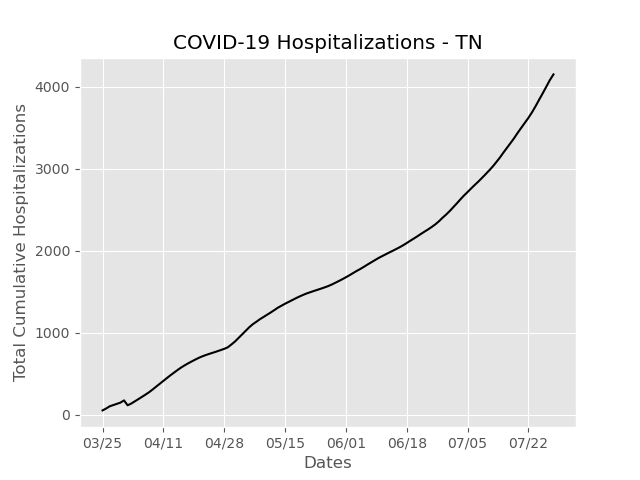 COVID-19 Hospitalizations - TN
Total Cumulative Hospitalizations
4000
3000
2000
1000
0
03/25 04/11 04/28 05/15 06/01 06/18 07/05 07/22
Dates